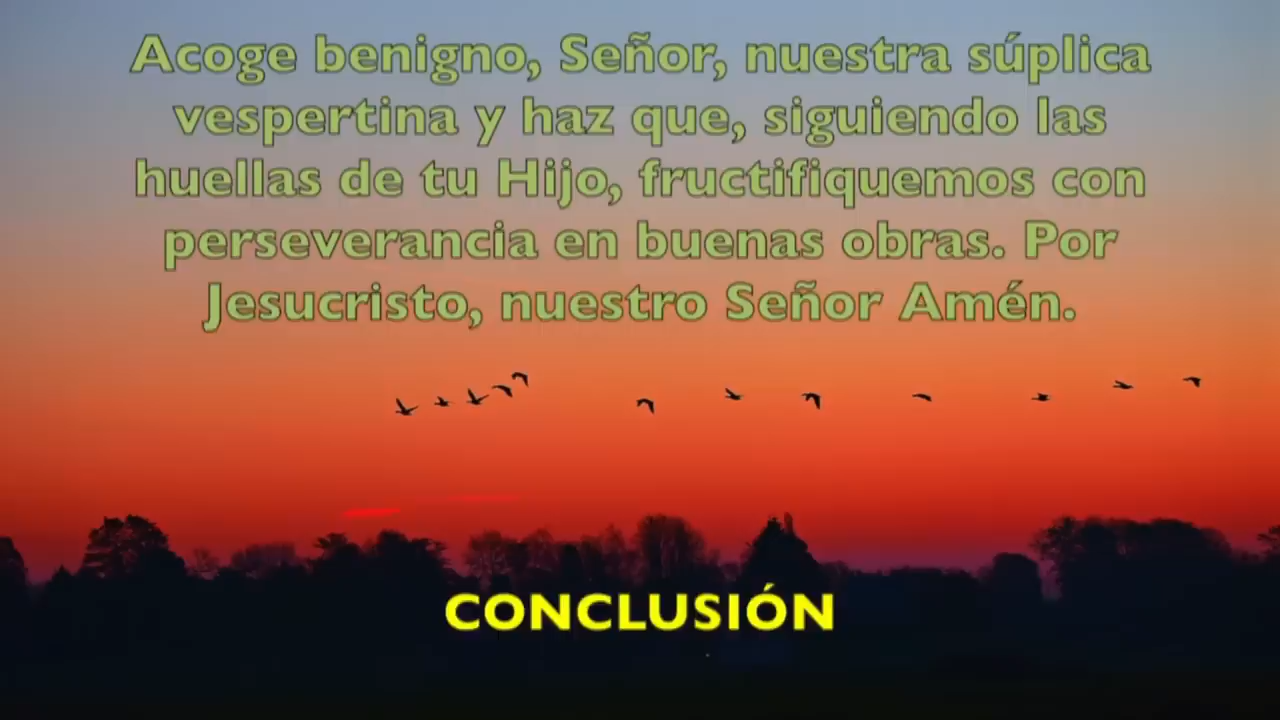 Acoge benigno, Señor, nuestra súplica
vespertina y haz que, siguiendo las
huellas de tu Hijo, fructifiquemos con
perseverancia en buenas obras. Por
Jesucristo, nuestro Señor Amén.
CONCLUSIÓN